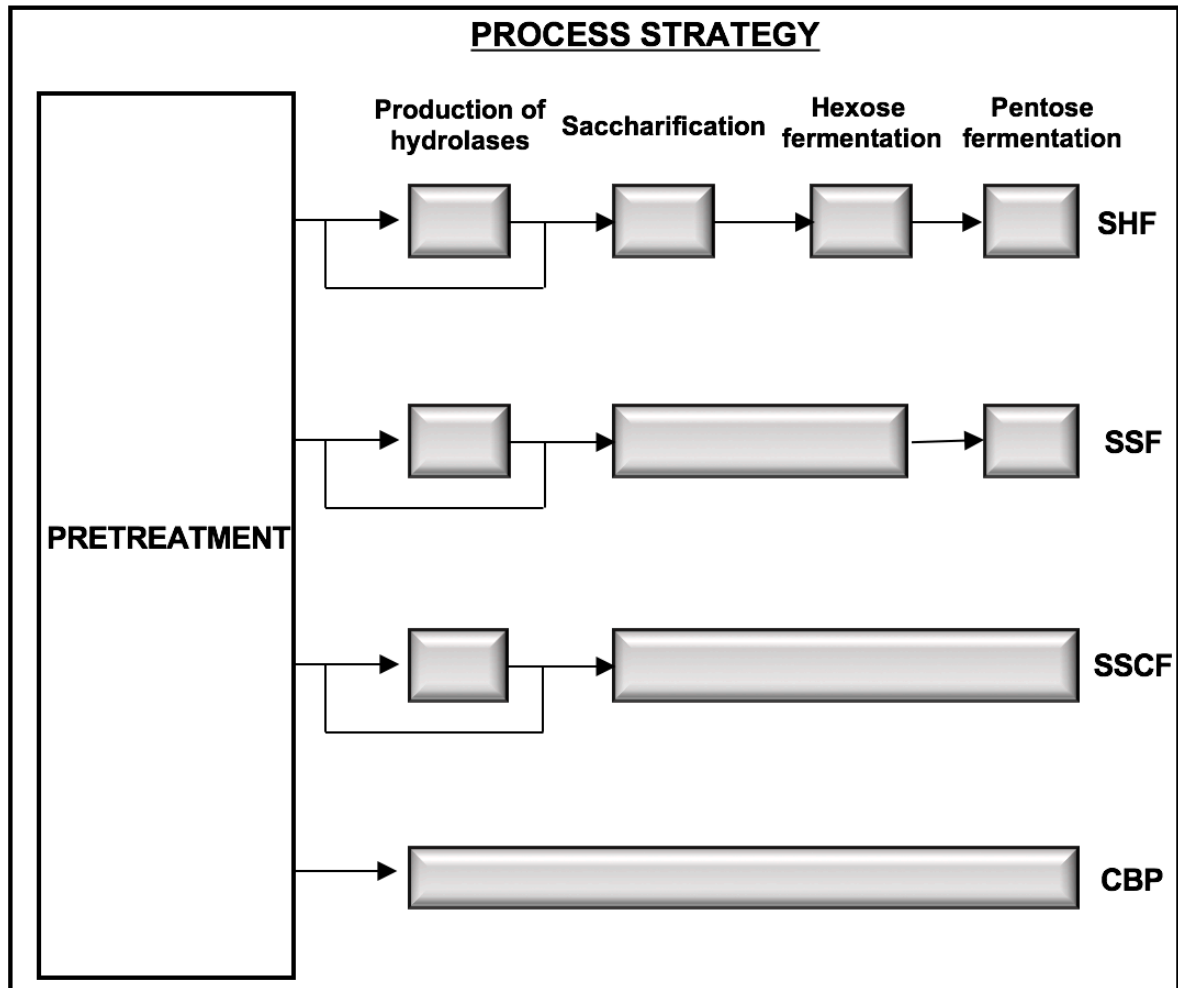 PROCESS STRATEGY
Production of
hydrolases
Saccharification
Hexose
fermentation
Pentose
fermentation
SHF
SSF
PRETREATMENT
SSCF
CBP